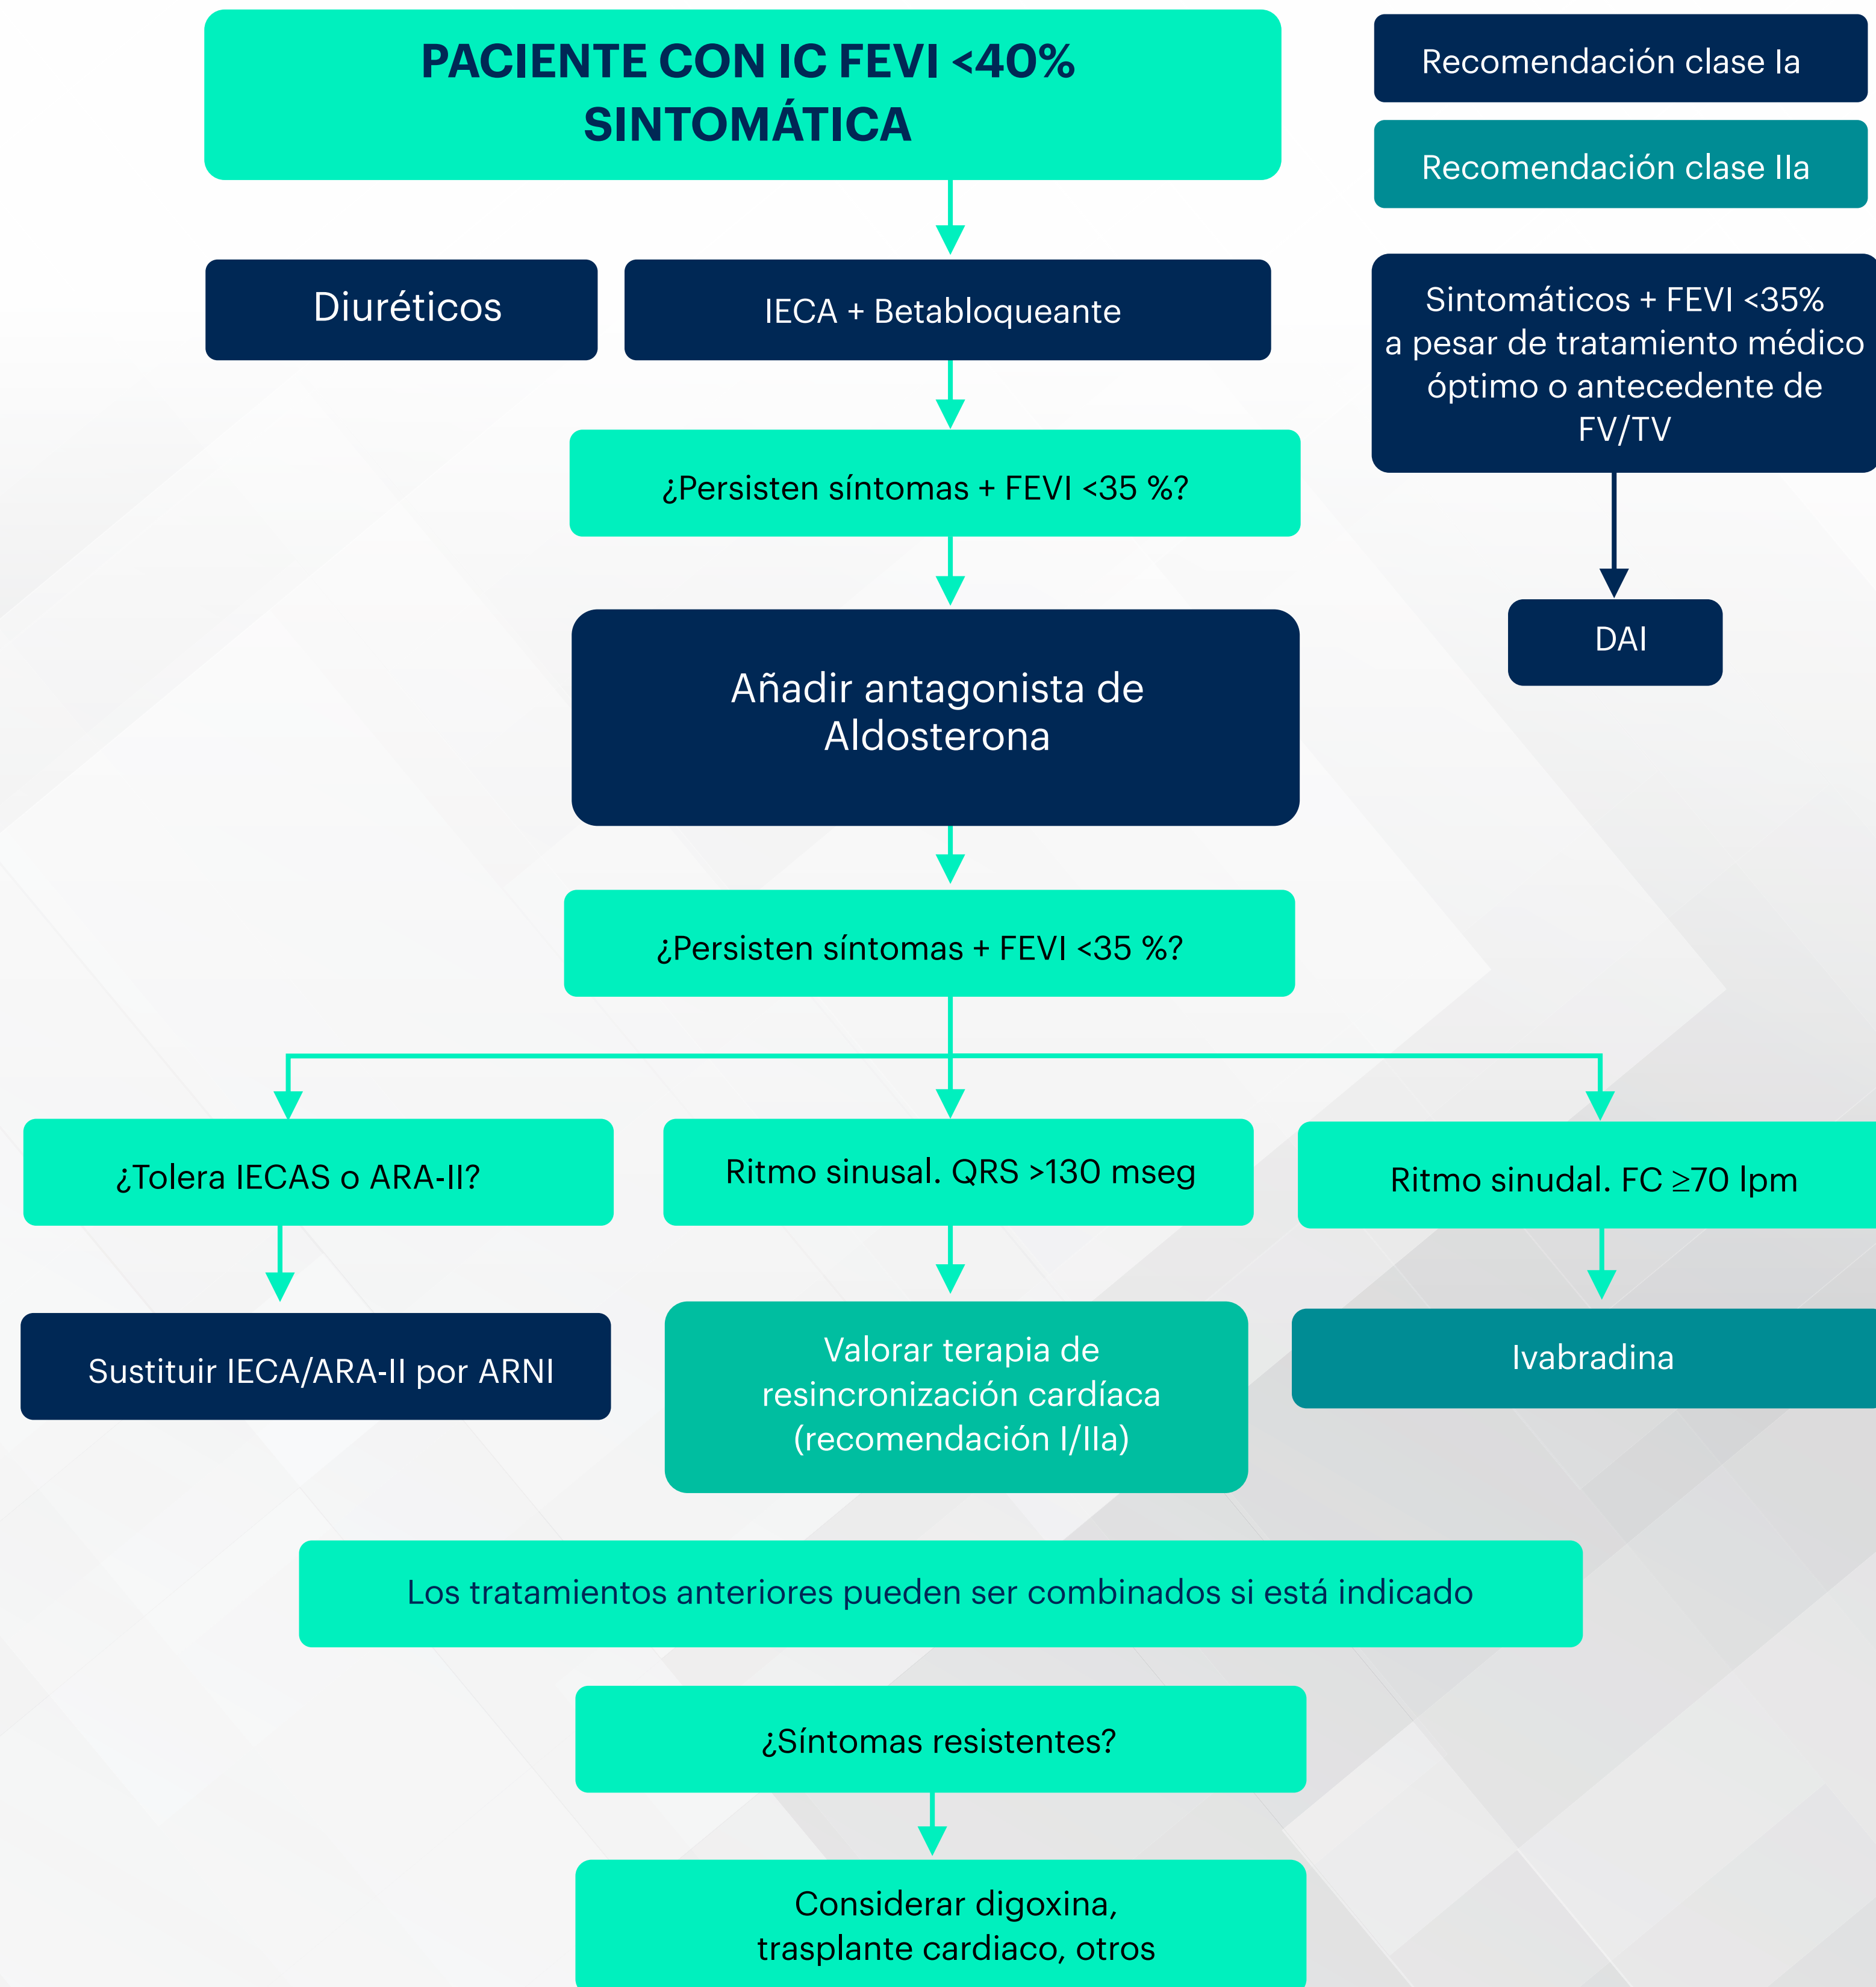 PACIENTE CON IC FEVI <40%
SINTOMÁTICA
Recomendación clase Ia
Recomendación clase IIa
Diuréticos
IECA + Betabloqueante
Sintomáticos + FEVI <35%
a pesar de tratamiento médico
óptimo o antecedente de
FV/TV
¿Persisten síntomas + FEVI <35 %?
DAI
Añadir antagonista de
Aldosterona
¿Persisten síntomas + FEVI <35 %?
¿Tolera IECAS o ARA-II?
Ritmo sinusal. QRS >130 mseg
Ritmo sinudal. FC ≥70 lpm
Sustituir IECA/ARA-II por ARNI
Valorar terapia de
resincronización cardíaca
(recomendación I/IIa)
Ivabradina
Los tratamientos anteriores pueden ser combinados si está indicado
¿Síntomas resistentes?
Considerar digoxina,
trasplante cardiaco, otros